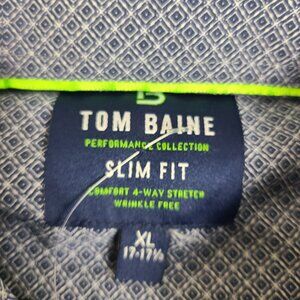 B
TOM BAINE
PERFORMANCE COLLECTION
SLIM FIT
COMFORT 4-WAY STRETCH
WRINKLE FREE
XL
17-17½